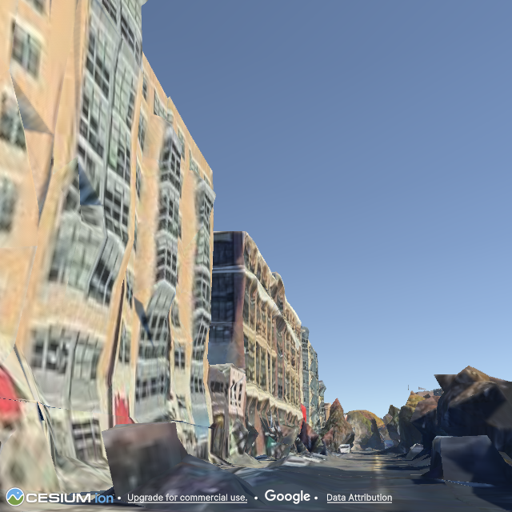 CESIUM ion • Upgrade for commercial use. • Google • Data Attribution